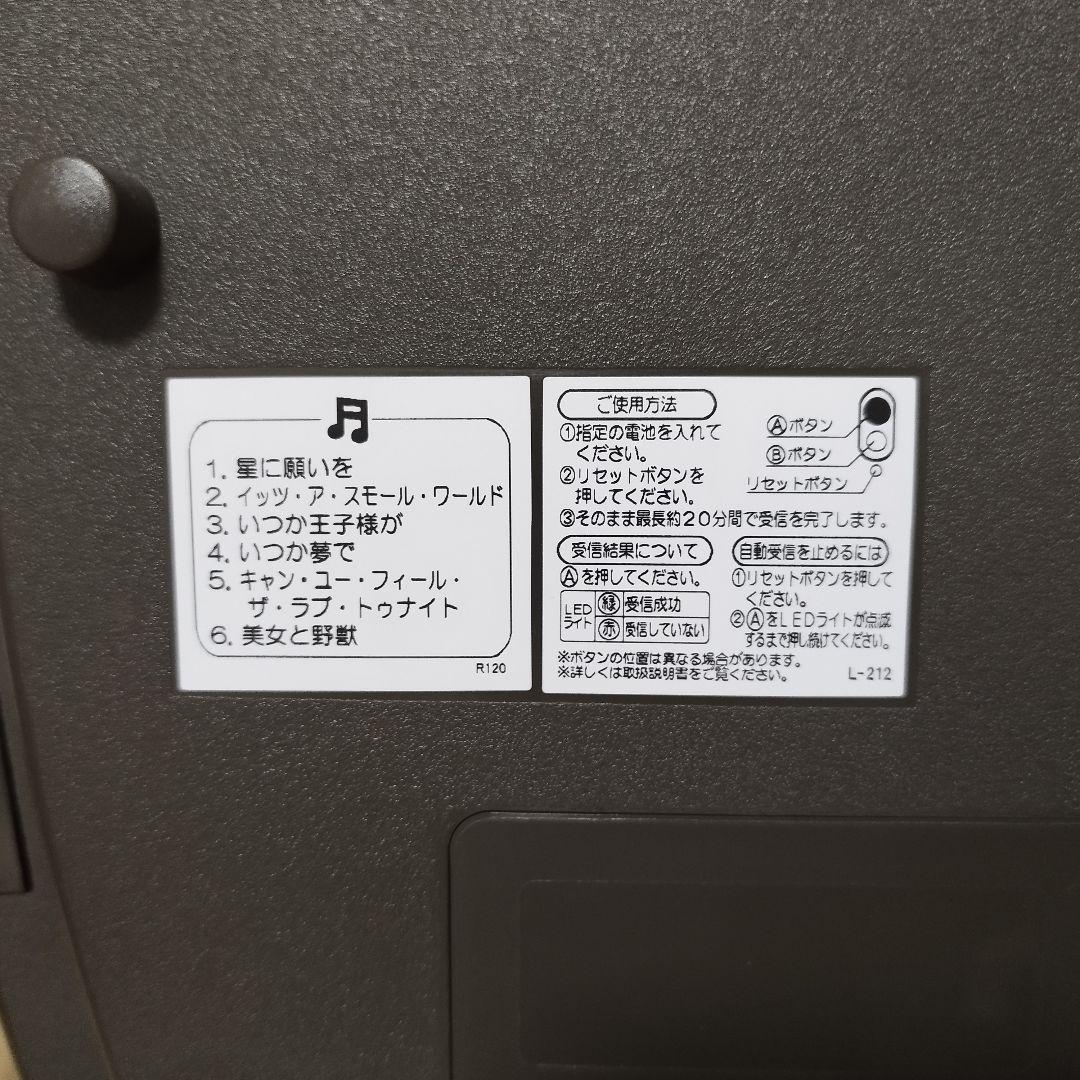 1. 星に願いを
2. イッツ・ア・スモール・ワールド
3. いつか王子様が
4. いつか夢で
5. キャン・ユー・フィール・
ザ・ラブ・トゥナイト
6. 美女と野獣
R120
ご使用方法
①指定の電池を入れて
ください。
②リセットボタンを
押してください。
③そのまま最長約20分間で受信を完了します。
Ⓐボタン
Ⓑボタン
リセットボタン
受信結果について
Ⓐを押してください。
LED
ライト
緑 受信成功
赤 受信していない
自動受信を止めるには
①リセットボタンを押して
ください。
②ⒶをLEDライトが点滅
するまで押し続けてください。
※ボタンの位置は異なる場合があります。
※詳しくは取扱説明書をご覧ください。
L-212